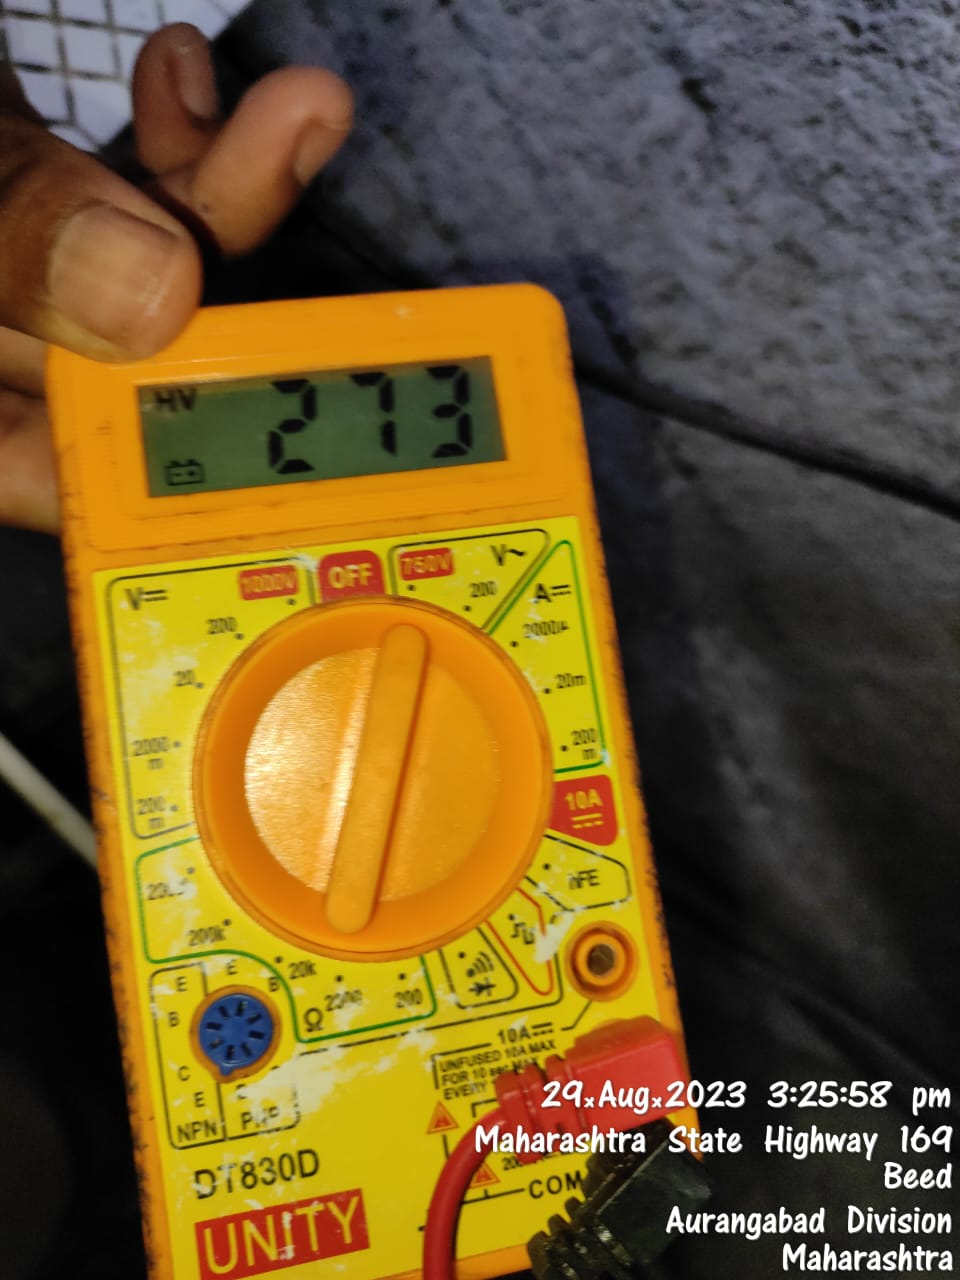 HV 273
V⎓ 1000V OFF 750V V~
200 200 A⎓
2000µ
20
20m
2000
m
200
m
200
m
10A
hFE
200k
20k
200
Ω
E E B
B
C
E
NPN
10A⎓
UNFUSED 10A MAX
FOR 10 sec MAX
COM
DT830D
UNITY
29×Aug×2023 3:25:58 pm
Maharashtra State Highway 169
Beed
Aurangabad Division
Maharashtra